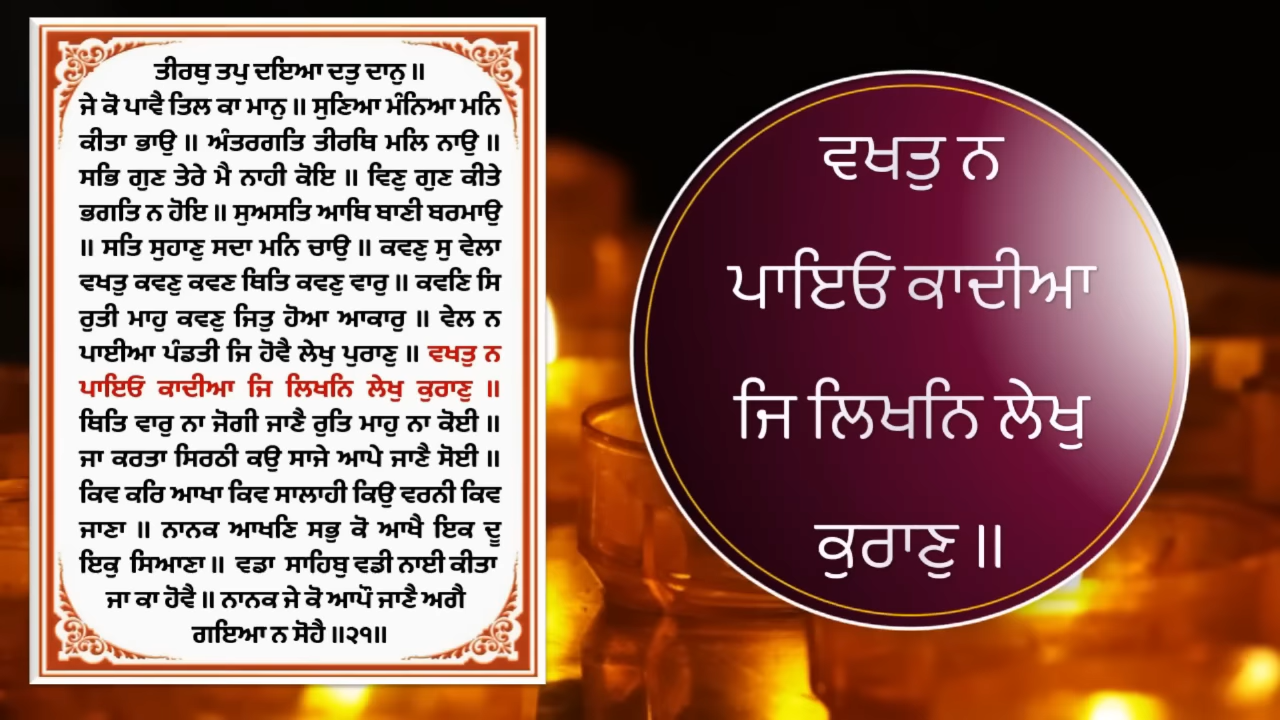 ਤੀਰਥੁ ਤਪੁ ਦਇਆ ਦਤੁ ਦਾਨੁ ॥
ਜੇ ਕੋ ਪਾਵੈ ਤਿਲ ਕਾ ਮਾਨੁ ॥ ਸੁਣਿਆ ਮੰਨਿਆ ਮਨਿ
ਕੀਤਾ ਭਾਉ ॥ ਅੰਤਰਗਤਿ ਤੀਰਥਿ ਮਲਿ ਨਾਉ ॥
ਸਭਿ ਗੁਣ ਤੇਰੇ ਮੈ ਨਾਹੀ ਕੋਇ ॥ ਵਿਣੁ ਗੁਣ ਕੀਤੇ
ਭਗਤਿ ਨ ਹੋਇ ॥ ਸੁਅਸਤਿ ਆਥਿ ਬਾਣੀ ਬਰਮਾਉ
॥ ਸਤਿ ਸੁਹਾਣੁ ਸਦਾ ਮਨਿ ਚਾਉ ॥ ਕਵਣੁ ਸੁ ਵੇਲਾ
ਵਖਤੁ ਕਵਣੁ ਕਵਣ ਥਿਤਿ ਕਵਣੁ ਵਾਰੁ ॥ ਕਵਣਿ ਸਿ
ਰੁਤੀ ਮਾਹੁ ਕਵਣੁ ਜਿਤੁ ਹੋਆ ਆਕਾਰੁ ॥ ਵੇਲ ਨ
ਪਾਈਆ ਪੰਡਤੀ ਜਿ ਹੋਵੈ ਲੇਖੁ ਪੁਰਾਣੁ ॥ ਵਖਤੁ ਨ
ਪਾਇਓ ਕਾਦੀਆ ਜਿ ਲਿਖਨਿ ਲੇਖੁ ਕੁਰਾਣੁ ॥
ਥਿਤਿ ਵਾਰੁ ਨਾ ਜੋਗੀ ਜਾਣੈ ਰੁਤਿ ਮਾਹੁ ਨਾ ਕੋਈ ॥
ਜਾ ਕਰਤਾ ਸਿਰਠੀ ਕਉ ਸਾਜੇ ਆਪੇ ਜਾਣੈ ਸੋਈ ॥
ਕਿਵ ਕਰਿ ਆਖਾ ਕਿਵ ਸਾਲਾਹੀ ਕਿਉ ਵਰਨੀ ਕਿਵ
ਜਾਣਾ ॥ ਨਾਨਕ ਆਖਣਿ ਸਭੁ ਕੋ ਆਖੈ ਇਕ ਦੂ
ਇਕੁ ਸਿਆਣਾ ॥ ਵਡਾ ਸਾਹਿਬੁ ਵਡੀ ਨਾਈ ਕੀਤਾ
ਜਾ ਕਾ ਹੋਵੈ ॥ ਨਾਨਕ ਜੇ ਕੋ ਆਪੌ ਜਾਣੈ ਅਗੈ
ਗਇਆ ਨ ਸੋਹੈ ॥੨੧॥
ਵਖਤੁ ਨ
ਪਾਇਓ ਕਾਦੀਆ
ਜਿ ਲਿਖਨਿ ਲੇਖੁ
ਕੁਰਾਣੁ ॥